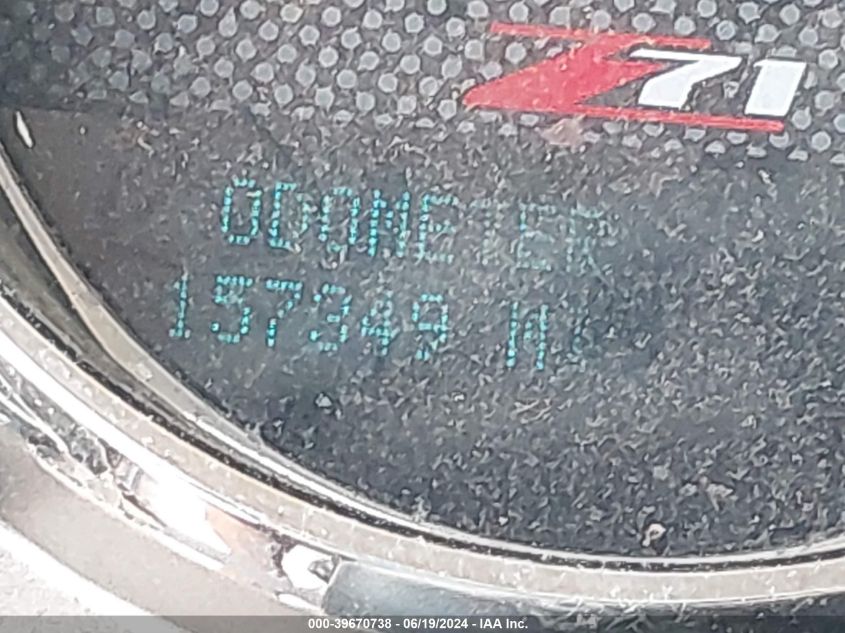 Z71
ODOMETER
157349 MI
000-39670738 - 06/19/2024 - IAA Inc.